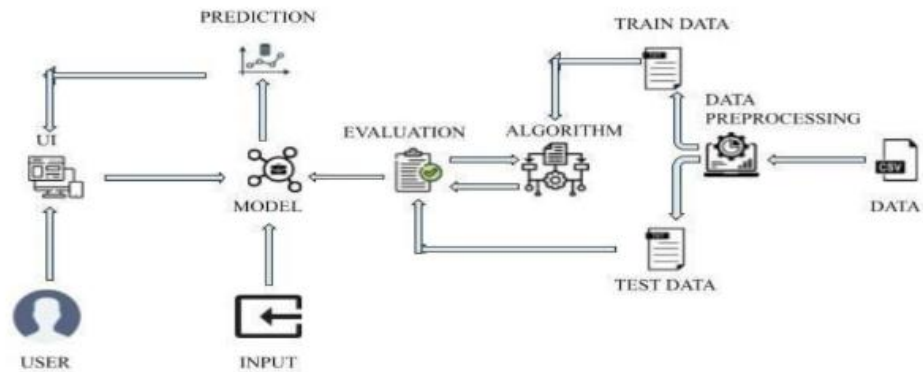 PREDICTION
TRAIN DATA
DATA
PREPROCESSING
UI
EVALUATION
ALGORITHM
CSV
MODEL
DATA
TEST DATA
USER
INPUT